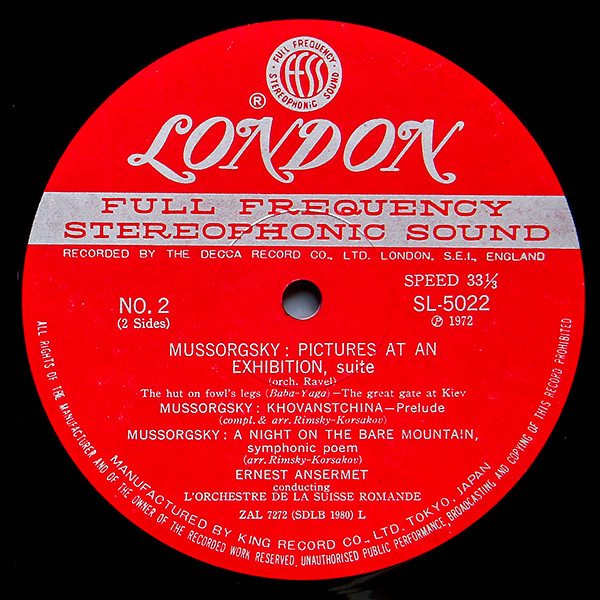 FULL FREQUENCY
FFSS
STEREOPHONIC SOUND
®
LONDON
FULL FREQUENCY
STEREOPHONIC SOUND
RECORDED BY THE DECCA RECORD CO., LTD. LONDON, S.E.I., ENGLAND
SPEED 33⅓
NO. 2
SL-5022
(2 Sides)
℗ 1972
MUSSORGSKY: PICTURES AT AN
EXHIBITION, suite
(orch. Ravel)
The hut on fowl's legs (Baba-Yaga)—The great gate at Kiev
MUSSORGSKY: KHOVANSTCHINA—Prelude
(compl. & arr. Rimsky-Korsakov)
MUSSORGSKY: A NIGHT ON THE BARE MOUNTAIN,
symphonic poem
(arr. Rimsky-Korsakov)
ERNEST ANSERMET
conducting
L'ORCHESTRE DE LA SUISSE ROMANDE
ZAL 7272 (SDLB 1980) L
MANUFACTURED BY KING RECORD CO., LTD. TOKYO, JAPAN
ALL RIGHTS OF THE MANUFACTURER AND OF THE OWNER OF THE RECORDED WORK RESERVED. UNAUTHORISED PUBLIC PERFORMANCE, BROADCASTING AND COPYING OF THIS RECORD PROHIBITED